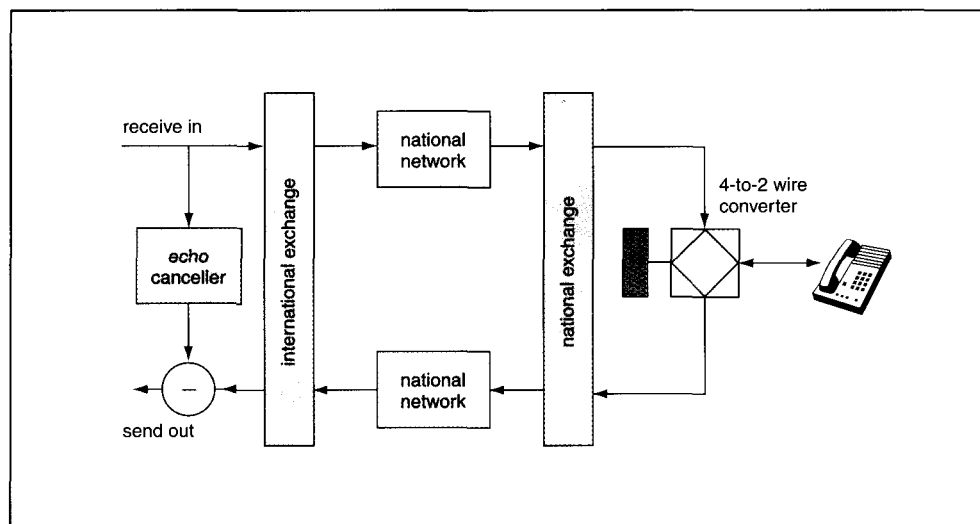 receive in
echo
canceller
send out
international exchange
national
network
national
network
national exchange
4-to-2 wire
converter